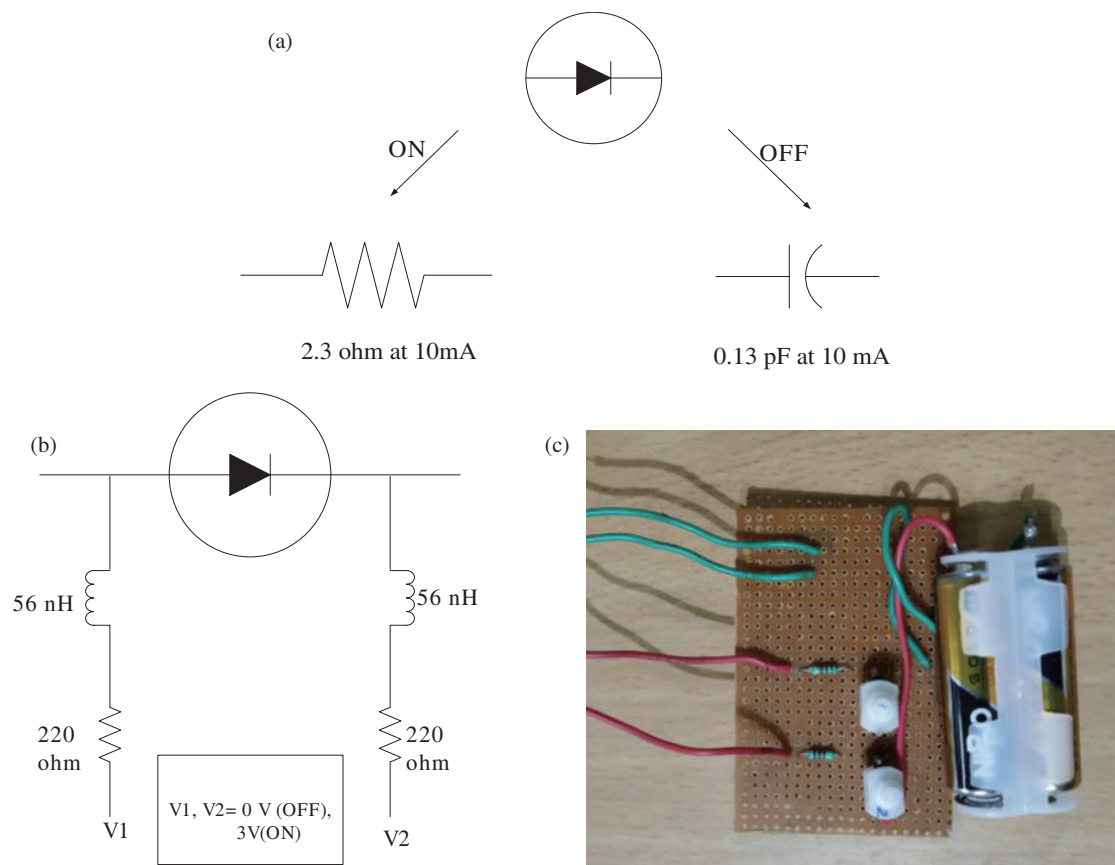 (a)
ON
OFF
2.3 ohm at 10mA
0.13 pF at 10 mA
(b)
(c)
56 nH
56 nH
220
ohm
220
ohm
V1, V2= 0 V (OFF),
3V(ON)
V1
V2
2